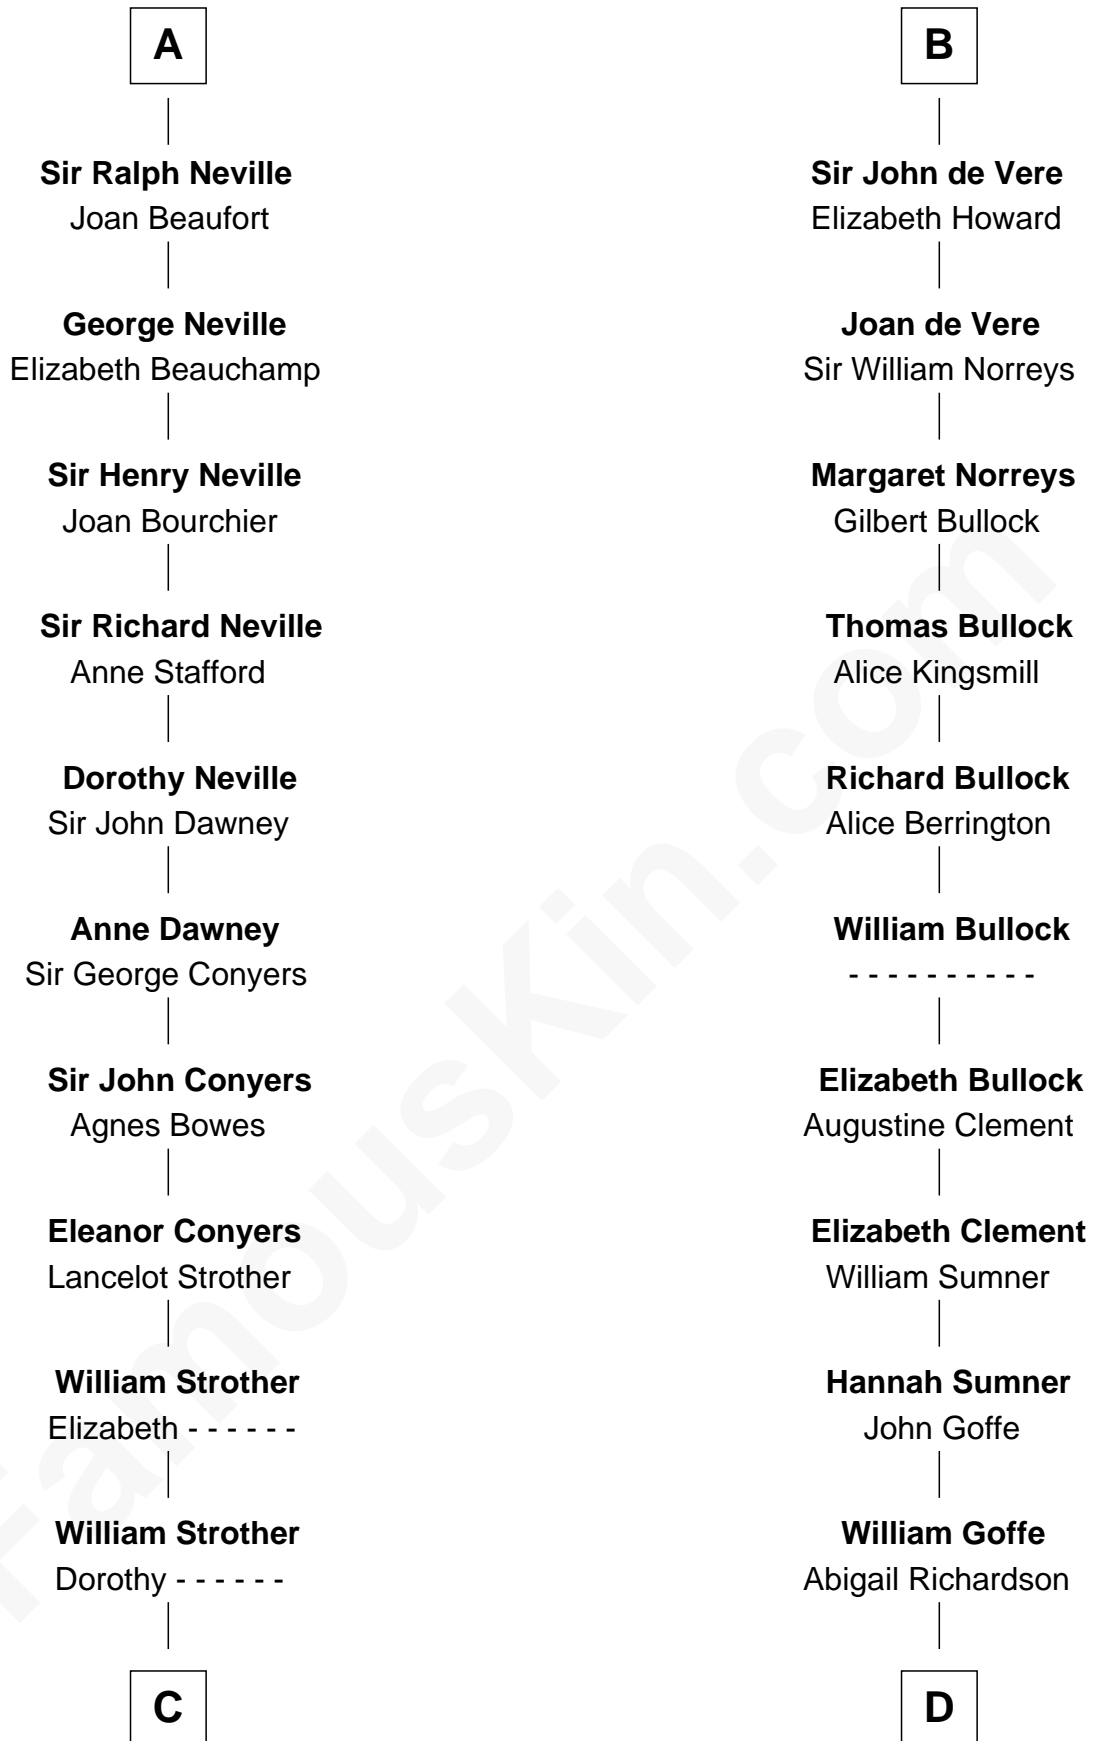 A
Sir Ralph Neville
Joan Beaufort
George Neville
Elizabeth Beauchamp
Sir Henry Neville
Joan Bourchier
Sir Richard Neville
Anne Stafford
Dorothy Neville
Sir John Dawney
Anne Dawney
Sir George Conyers
Sir John Conyers
Agnes Bowes
Eleanor Conyers
Lancelot Strother
William Strother
Elizabeth - - - - - -
William Strother
Dorothy - - - - - -
C
B
Sir John de Vere
Elizabeth Howard
Joan de Vere
Sir William Norreys
Margaret Norreys
Gilbert Bullock
Thomas Bullock
Alice Kingsmill
Richard Bullock
Alice Berrington
William Bullock
- - - - - - - - - -
Elizabeth Bullock
Augustine Clement
Elizabeth Clement
William Sumner
Hannah Sumner
John Goffe
William Goffe
Abigail Richardson
D
FamousKin.com